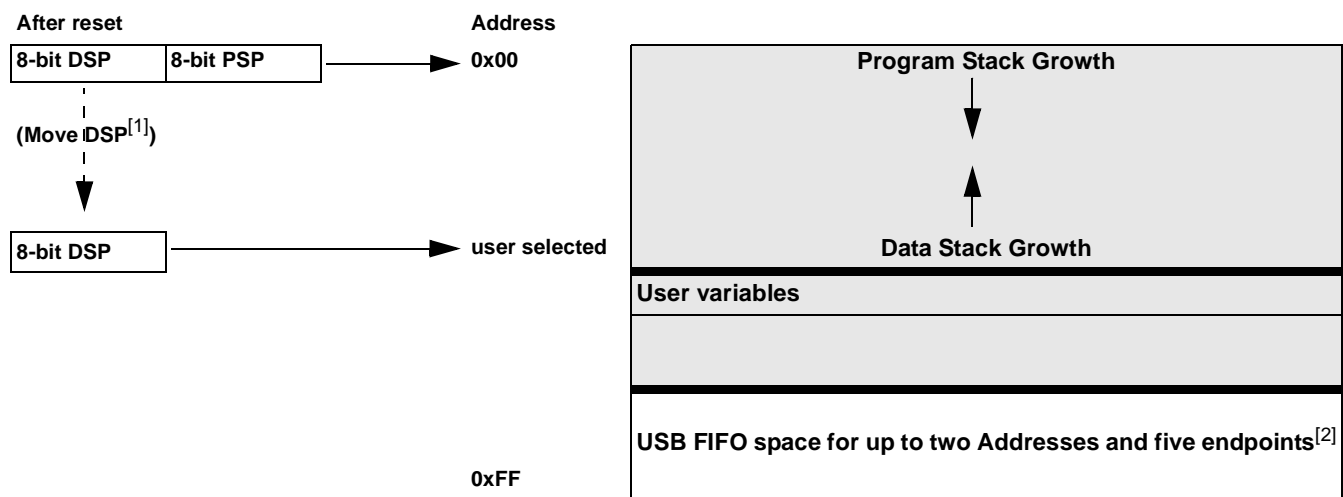 After reset Address
8-bit DSP 8-bit PSP 0x00 Program Stack Growth
(Move DSP[1])
8-bit DSP user selected Data Stack Growth
User variables
USB FIFO space for up to two Addresses and five endpoints[2]
0xFF